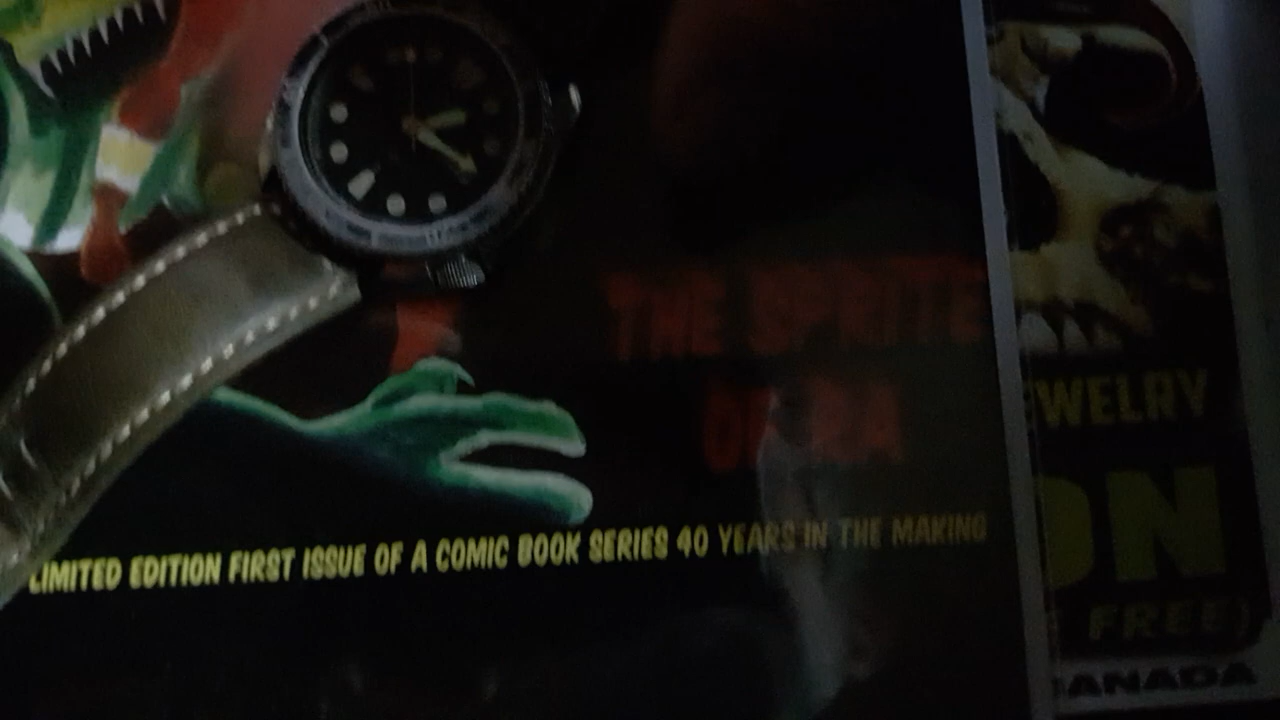 THE SPRITE
OF RA
LIMITED EDITION FIRST ISSUE OF A COMIC BOOK SERIES 40 YEARS IN THE MAKING
EWELRY
ON
FREE)
ANADA